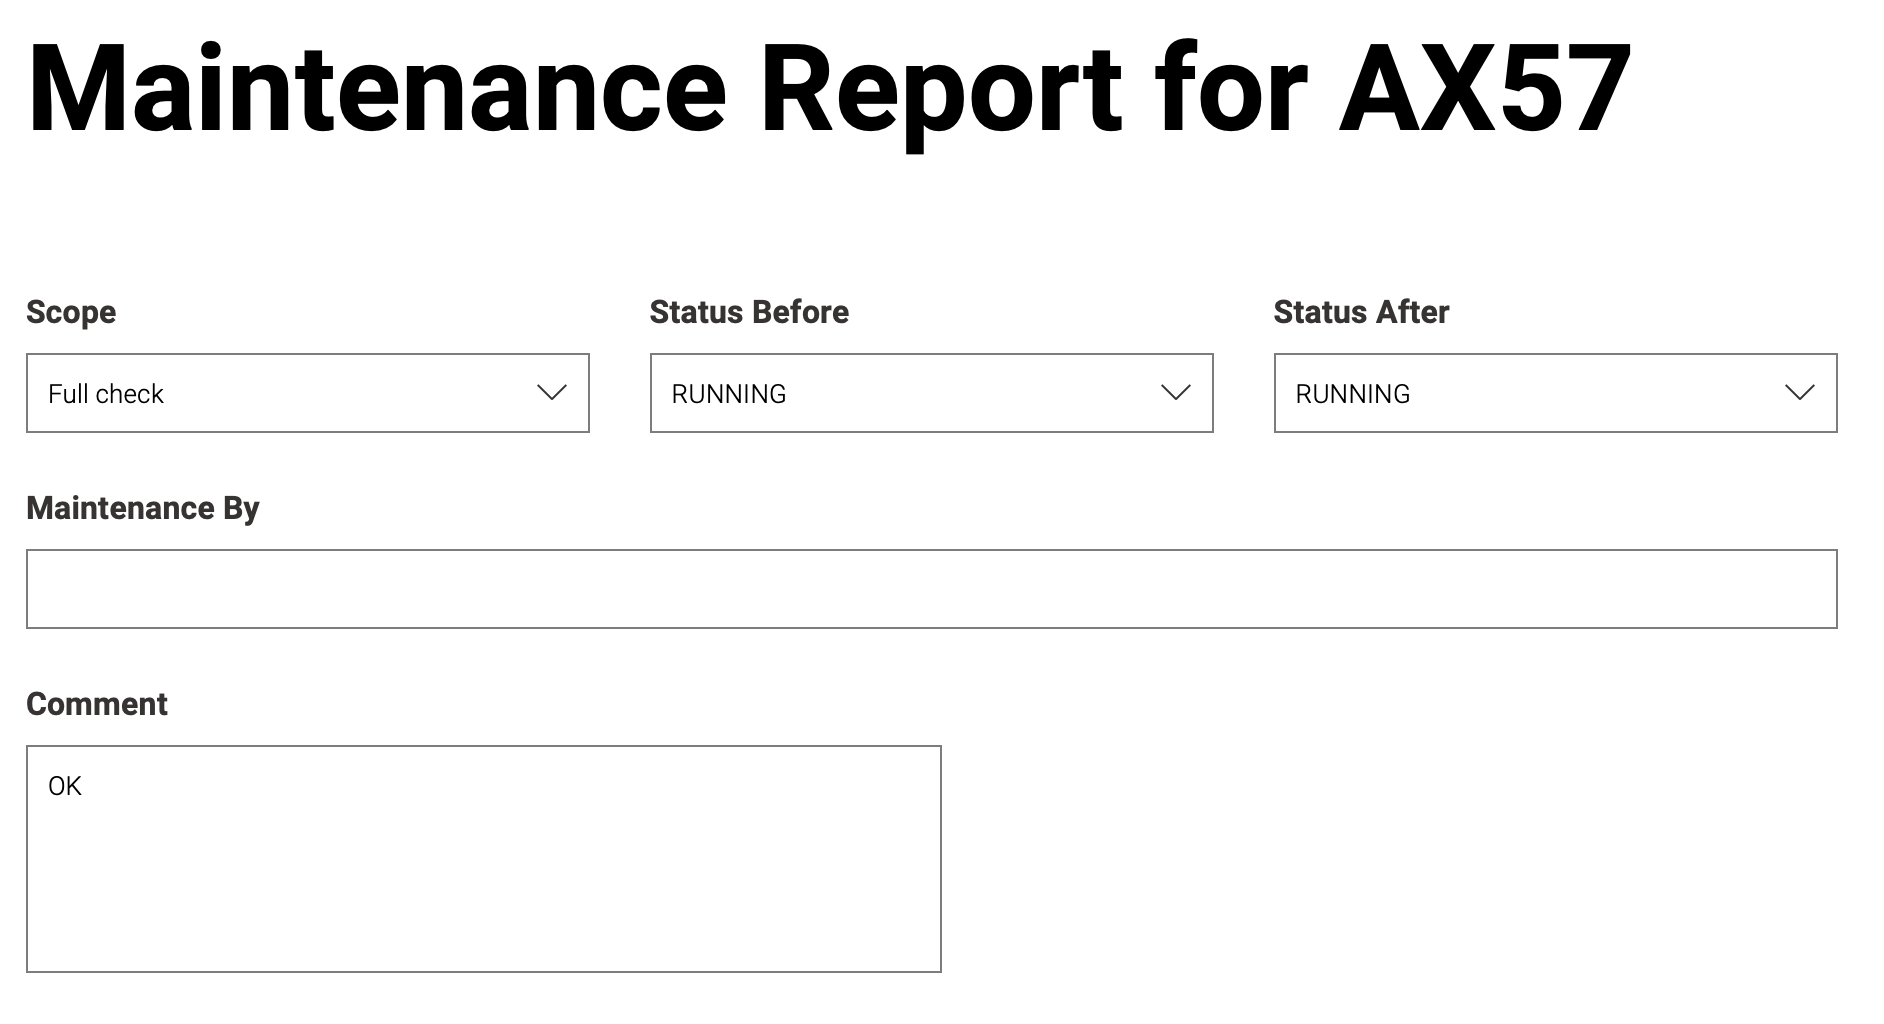 Maintenance Report for AX57
Scope
Status Before
Status After
Full check
RUNNING
RUNNING
Maintenance By
Comment
OK